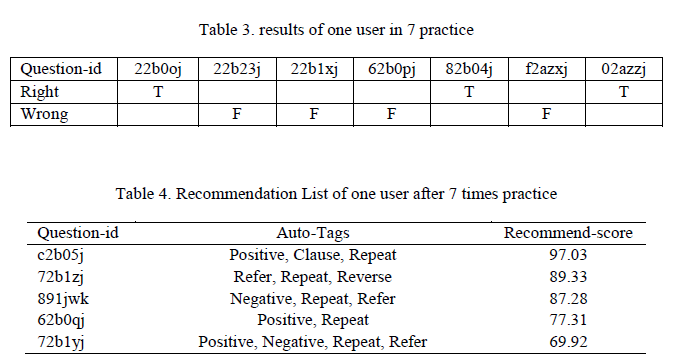 Table 3. results of one user in 7 practice
Question-id 22b0oj 22b23j 22b1xj 62b0pj 82b04j f2azxj 02azzj
Right T T T
Wrong F F F F
Table 4. Recommendation List of one user after 7 times practice
Question-id Auto-Tags Recommend-score
c2b05j Positive, Clause, Repeat 97.03
72b1zj Refer, Repeat, Reverse 89.33
891jwk Negative, Repeat, Refer 87.28
62b0qj Positive, Repeat 77.31
72b1yj Positive, Negative, Repeat, Refer 69.92